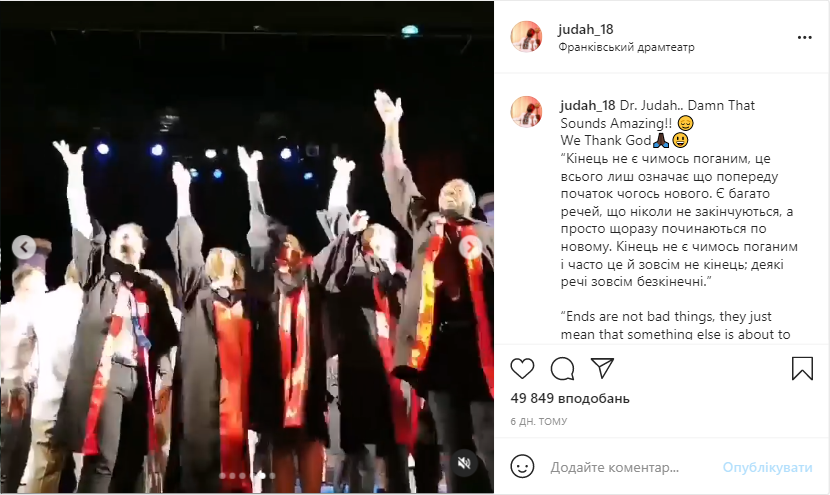 judah_18
Франківський драмтеатр
judah_18 Dr. Judah.. Damn That
Sounds Amazing!! 😌
We Thank God🙏🏿😃
“Кінець не є чимось поганим, це
всього лиш означає що попереду
початок чогось нового. Є багато
речей, що ніколи не закінчуються, а
просто щоразу починаються по
новому. Кінець не є чимось поганим
і часто це й зовсім не кінець; деякі
речі зовсім безкінечні.”
“Ends are not bad things, they just
mean that something else is about to
49 849 вподобань
6 ДН. ТОМУ
Додайте коментар...
Опублікувати